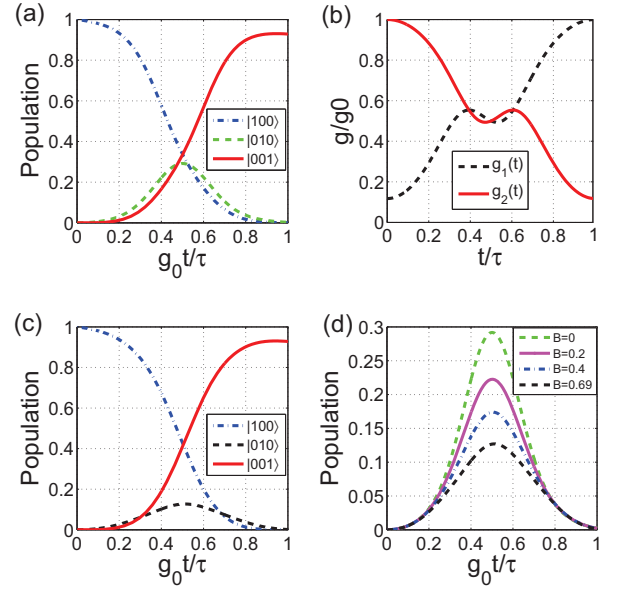 (a)
Population
1
0.8
0.6
0.4
0.2
0
|100⟩
|010⟩
|001⟩
0 0.2 0.4 0.6 0.8 1
g₀t/τ
(b)
g/g0
1
0.8
0.6
0.4
0.2
0
g₁(t)
g₂(t)
0 0.2 0.4 0.6 0.8 1
t/τ
(c)
Population
1
0.8
0.6
0.4
0.2
0
|100⟩
|010⟩
|001⟩
0 0.2 0.4 0.6 0.8 1
g₀t/τ
(d)
Population
0.3
0.25
0.2
0.15
0.1
0.05
0
B=0
B=0.2
B=0.4
B=0.69
0 0.2 0.4 0.6 0.8 1
g₀t/τ